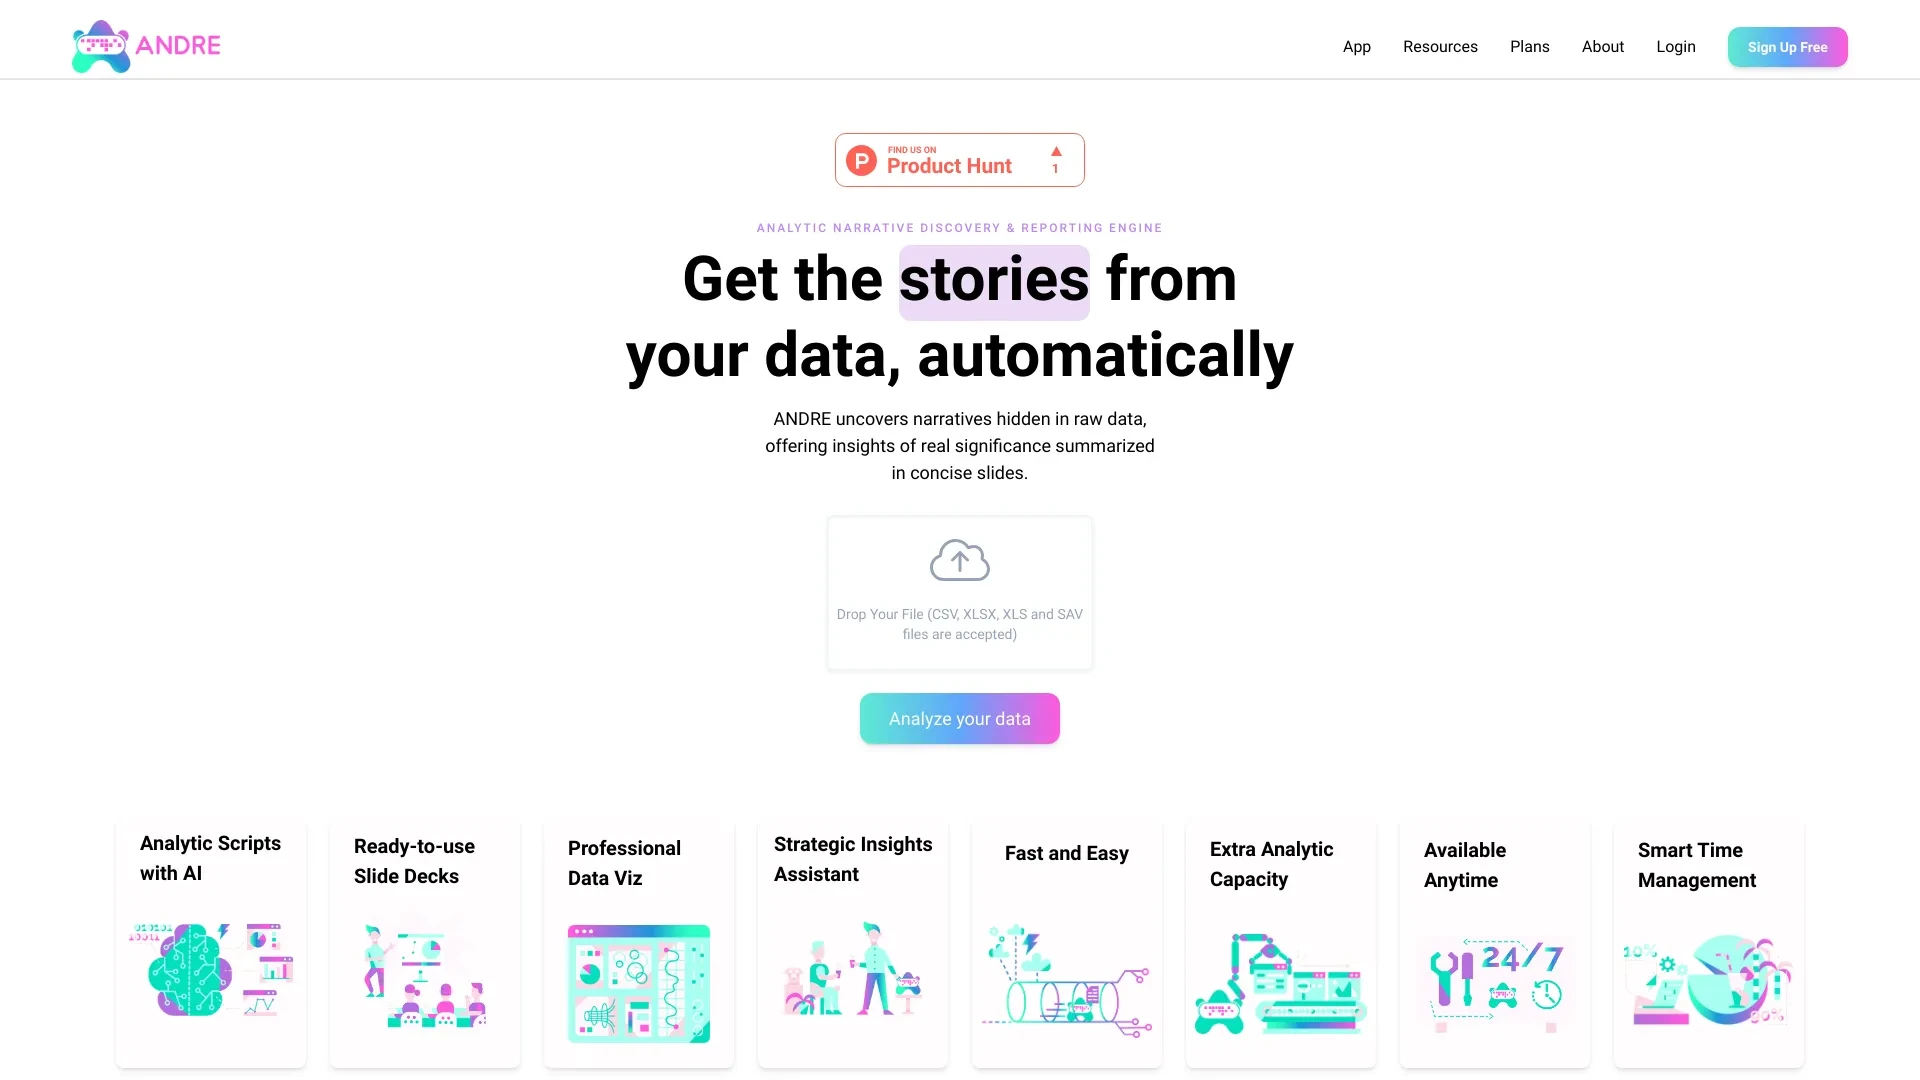 ANDRE
App
Resources
Plans
About
Login
Sign Up Free
FIND US ON
Product Hunt
1
ANALYTIC NARRATIVE DISCOVERY & REPORTING ENGINE
Get the stories from
your data, automatically
ANDRE uncovers narratives hidden in raw data,
offering insights of real significance summarized
in concise slides.
Drop Your File (CSV, XLSX, XLS and SAV
files are accepted)
Analyze your data
Analytic Scripts
with AI
Ready-to-use
Slide Decks
Professional
Data Viz
Strategic Insights
Assistant
Fast and Easy
Extra Analytic
Capacity
Available
Anytime
24/7
Smart Time
Management
10%